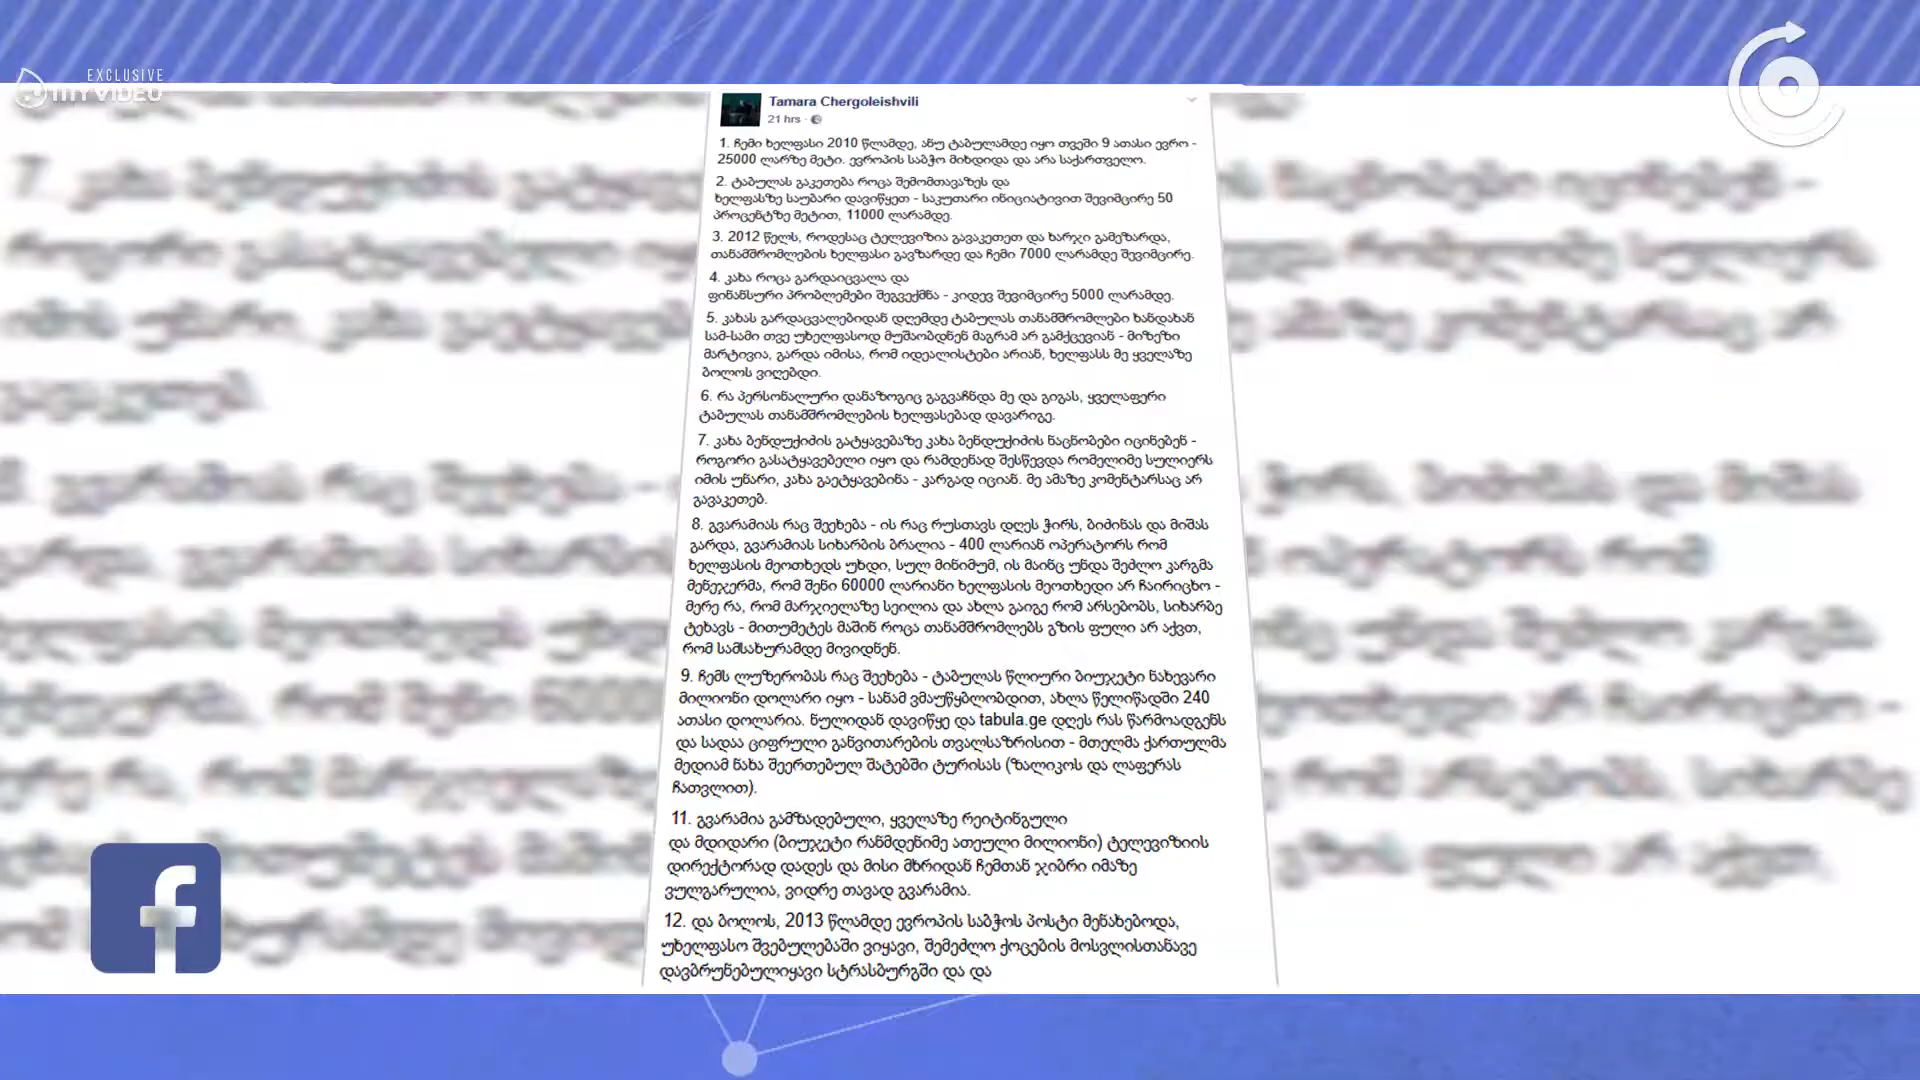 EXCLUSIVE
MYVIDEO
Tamara Chergoleishvili
21 hrs ·
1. ჩემი ხელფასი 2010 წლამდე, ანუ ტაბულამდე იყო თვეში 9 ათასი ევრო -
25000 ლარზე მეტი. ევროპის საბჭო მიხდიდა და არა საქართველო.
2. ტაბულას გაკეთება როცა შემომთავაზეს და
ხელფასზე საუბარი დავიწყეთ - საკუთარი ინიციატივით შევიმცირე 50
პროცენტზე მეტით, 11000 ლარამდე.
3. 2012 წელს, როდესაც ტელევიზია გავაკეთეთ და ხარჯი გამეზარდა,
თანამშრომლების ხელფასი გავზარდე და ჩემი 7000 ლარამდე შევიმცირე.
4. კახა როცა გარდაიცვალა და
ფინანსური პრობლემები შეგვექმნა - კიდევ შევიმცირე 5000 ლარამდე.
5. კახას გარდაცვალებიდან დღემდე ტაბულას თანამშრომლები ხანდახან
სამ-სამი თვე უხელფასოდ მუშაობდნენ მაგრამ არ გამქცევიან - მიზეზი
მარტივია, გარდა იმისა, რომ იდეალისტები არიან, ხელფასს მე ყველაზე
ბოლოს ვიღებდი.
6. რა პერსონალური დანაზოგიც გაგვაჩნდა მე და გიგას, ყველაფერი
ტაბულას თანამშრომლების ხელფასებად დავარიგე.
7. კახა ბენდუქიძის გატყავებაზე კახა ბენდუქიძის ნაცნობები იცინებენ -
როგორი გასატყავებელი იყო და რამდენად შესწევდა რომელიმე სულიერს
იმის უნარი, კახა გაეტყავებინა - კარგად იციან. მე ამაზე კომენტარსაც არ
გავაკეთებ.
8. გვარამიას რაც შეეხება - ის რაც რუსთავს დღეს ჭირს, ბიძინას და მიშას
გარდა, გვარამიას სიხარბის ბრალია - 400 ლარიან ოპერატორს რომ
ხელფასის მეოთხედს უხდი, სულ მინიმუმ, ის მაინც უნდა შეძლო კარგმა
მენეჯერმა, რომ შენი 60000 ლარიანი ხელფასის მეოთხედი არ ჩაირიცხო -
მერე რა, რომ მარჯიელაზე სეილია და ახლა გაიგე რომ არსებობს, სიხარბე
ტეხავს - მითუმეტეს მაშინ როცა თანამშრომლებს გზის ფული არ აქვთ,
რომ სამსახურამდე მივიდნენ.
9. ჩემს ლუზერობას რაც შეეხება - ტაბულას წლიური ბიუჯეტი ნახევარი
მილიონი დოლარი იყო - სანამ ვმაუწყბლობდით, ახლა წელიწადში 240
ათასი დოლარია. ნულიდან დავიწყე და tabula.ge დღეს რას წარმოადგენს
და სადაა ციფრული განვითარების თვალსაზრისით - მთელმა ქართულმა
მედიამ ნახა შეერთებულ შატებში ტურისას (ზალიკოს და ლაფერას
ჩათვლით).
11. გვარამია გამზადებული, ყველაზე რეიტინგული
და მდიდარი (ბიუჯეტი რანმდენიმე ათეული მილიონი) ტელევიზიის
დირექტორად დადეს და მისი მხრიდან ჩემთან ჯიბრი იმაზე
ვულგარულია, ვიდრე თავად გვარამია.
12. და ბოლოს, 2013 წლამდე ევროპის საბჭოს პოსტი მენახებოდა,
უხელფასო შვებულებაში ვიყავი, შემეძლო ქოცების მოსვლისთანავე
დავბრუნებულიყავი სტრასბურგში და და